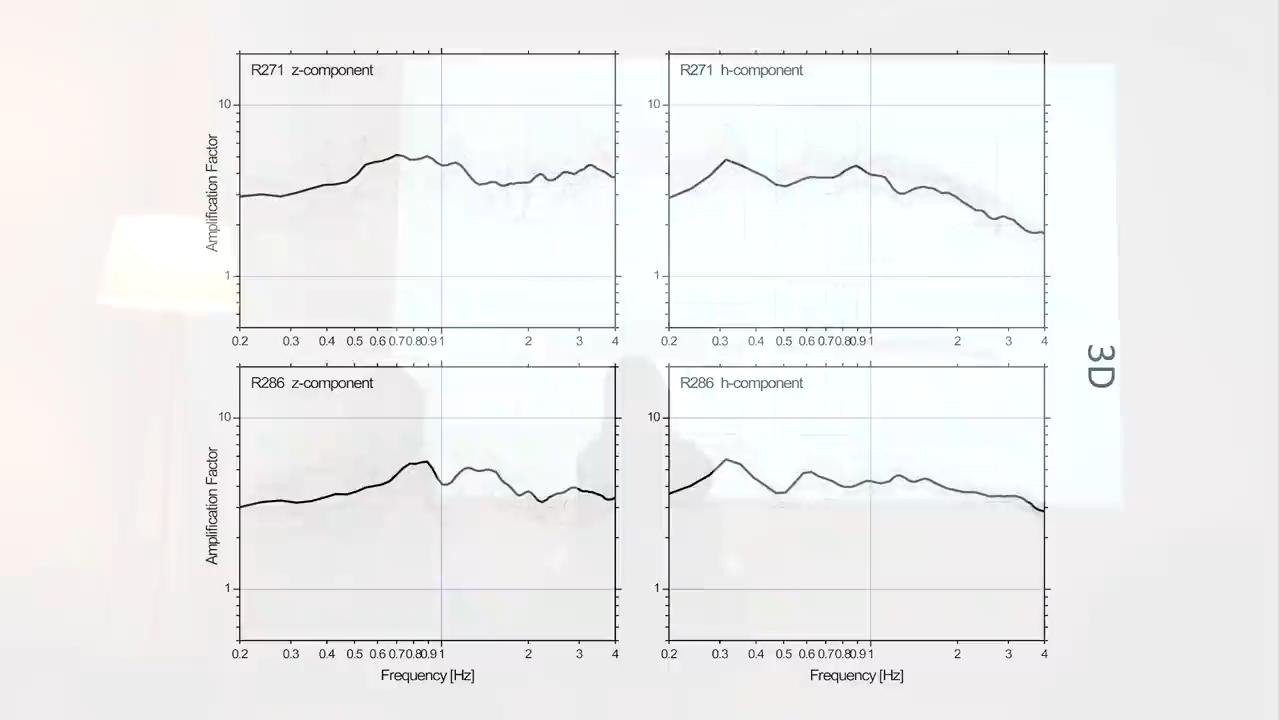 R271 z-component
R271 h-component
10
10
Amplification Factor
1
1
0.2 0.3 0.4 0.5 0.6 0.7 0.8 0.9 1 2 3 4
0.2 0.3 0.4 0.5 0.6 0.7 0.8 0.9 1 2 3 4
3D
R286 z-component
R286 h-component
10
10
Amplification Factor
1
1
0.2 0.3 0.4 0.5 0.6 0.7 0.8 0.9 1 2 3 4
0.2 0.3 0.4 0.5 0.6 0.7 0.8 0.9 1 2 3 4
Frequency [Hz]
Frequency [Hz]